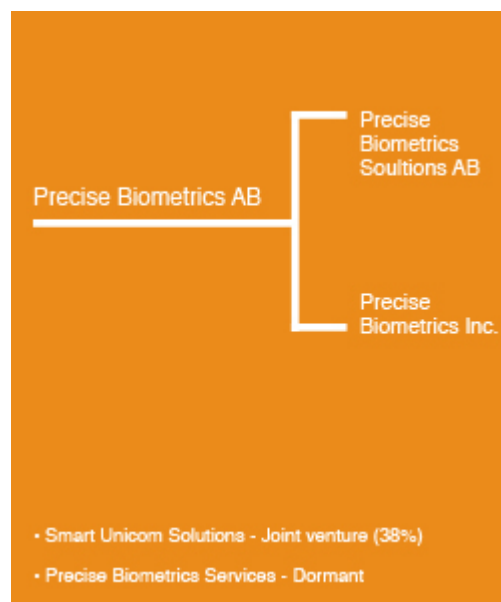 Precise
Biometrics
Soultions AB
Precise Biometrics AB
Precise
Biometrics Inc.
• Smart Unicom Solutions - Joint venture (38%)
• Precise Biometrics Services - Dormant